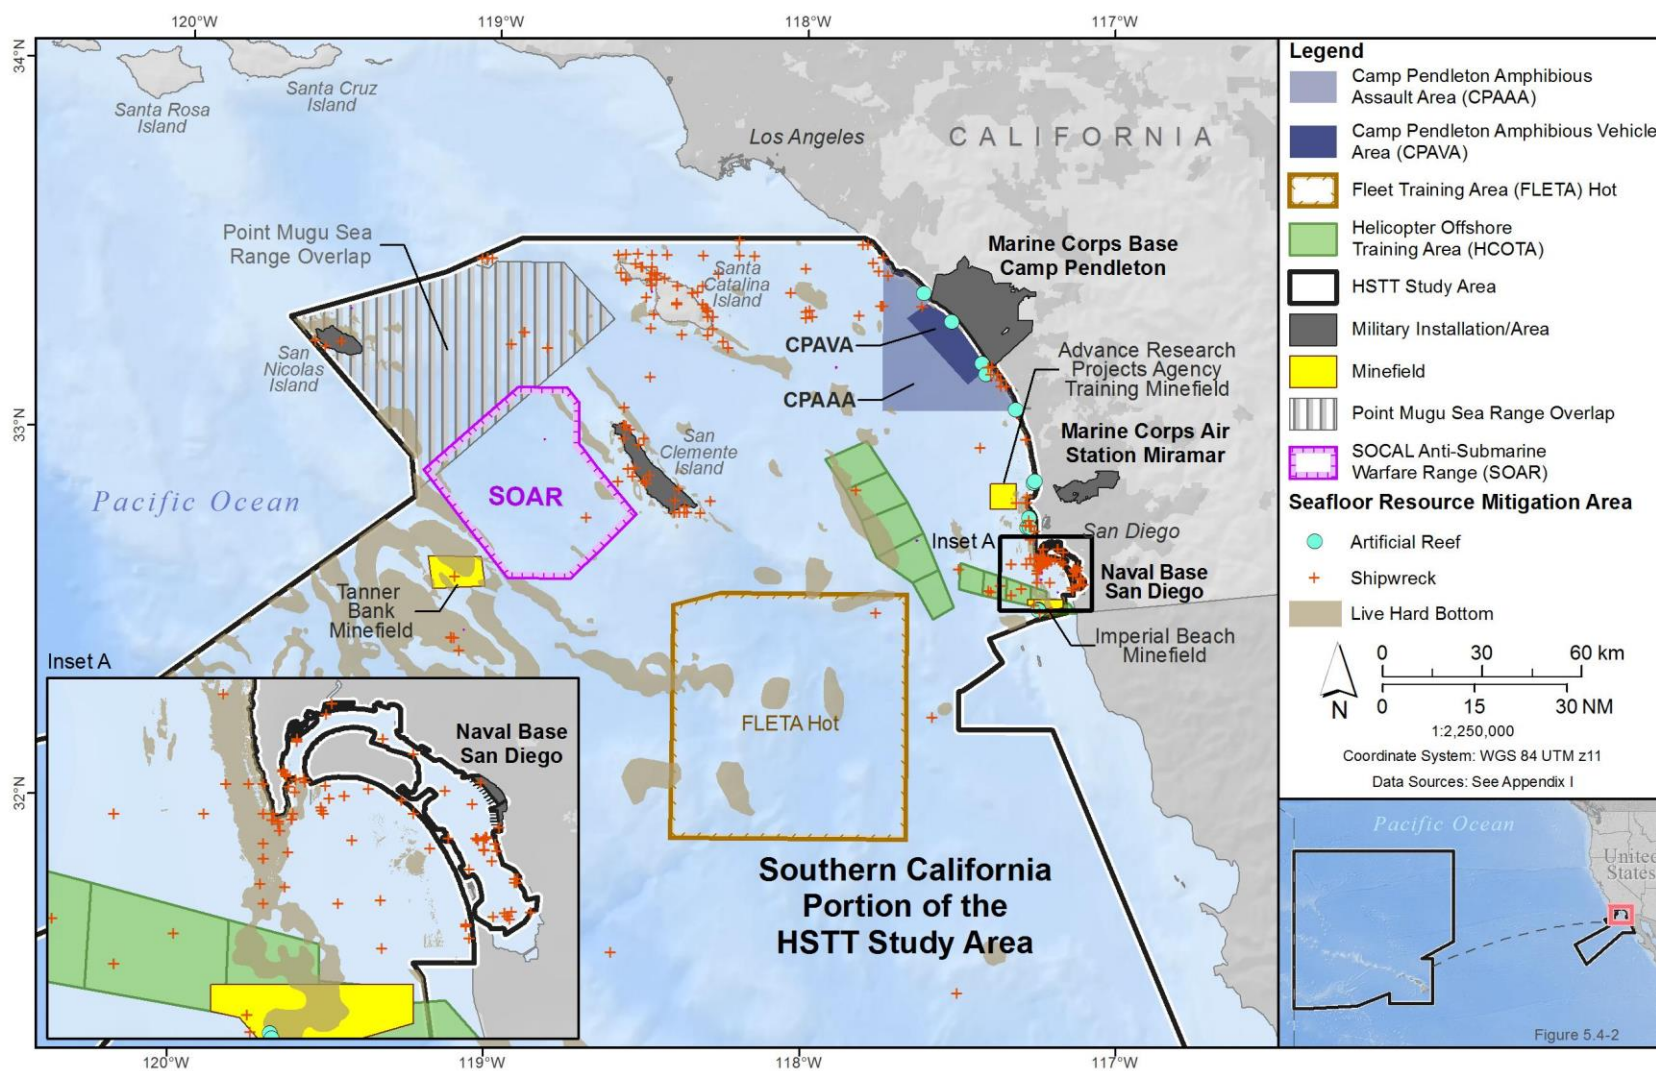 120°W
119°W
118°W
117°W
34°N
33°N
32°N
120°W
119°W
118°W
117°W
Santa Rosa
Island
Santa Cruz
Island
Los Angeles
CALIFORNIA
Point Mugu Sea
Range Overlap
Santa
Catalina
Island
Marine Corps Base
Camp Pendleton
San
Nicolas
Island
CPAVA
CPAAA
Advance Research
Projects Agency
Training Minefield
San
Clemente
Island
Marine Corps Air
Station Miramar
Pacific Ocean
SOAR
San Diego
Inset A
Naval Base
San Diego
Tanner
Bank
Minefield
Imperial Beach
Minefield
FLETA Hot
Southern California
Portion of the
HSTT Study Area
Inset A
Naval Base
San Diego
Legend
Camp Pendleton Amphibious
Assault Area (CPAAA)
Camp Pendleton Amphibious Vehicle
Area (CPAVA)
Fleet Training Area (FLETA) Hot
Helicopter Offshore
Training Area (HCOTA)
HSTT Study Area
Military Installation/Area
Minefield
Point Mugu Sea Range Overlap
SOCAL Anti-Submarine
Warfare Range (SOAR)
Seafloor Resource Mitigation Area
Artificial Reef
Shipwreck
Live Hard Bottom
N
0 30 60 km
0 15 30 NM
1:2,250,000
Coordinate System: WGS 84 UTM z11
Data Sources: See Appendix I
Pacific Ocean
United
States
Figure 5.4-2